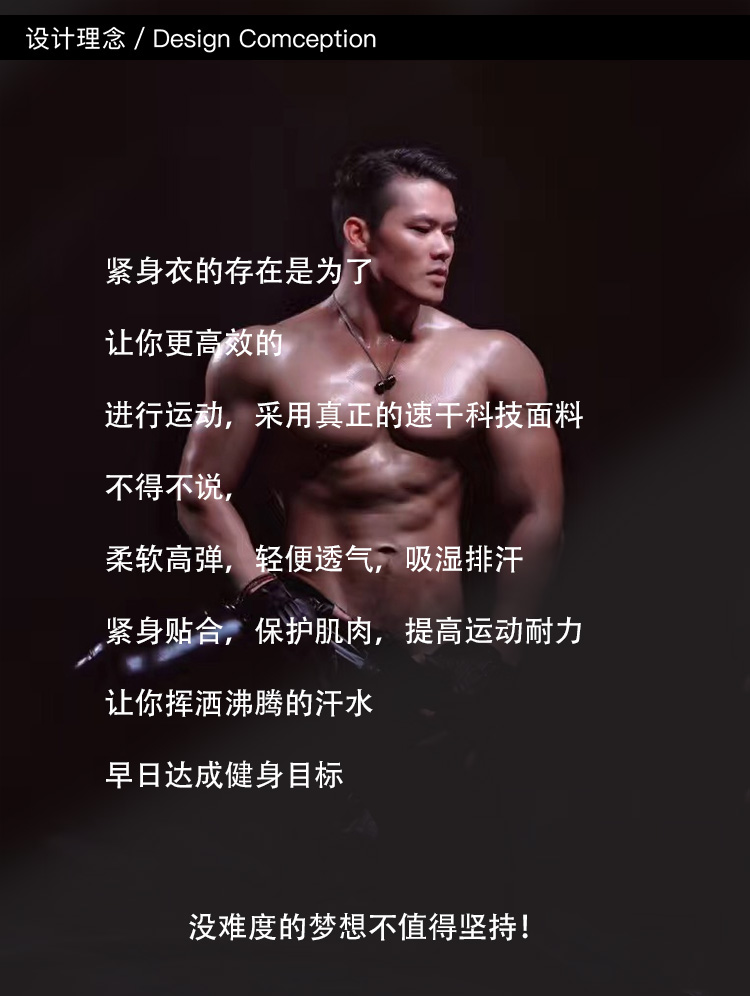 设计理念 / Design Comception
紧身衣的存在是为了
让你更高效的
进行运动，采用真正的速干科技面料
不得不说，
柔软高弹，轻便透气，吸湿排汗
紧身贴合，保护肌肉，提高运动耐力
让你挥洒沸腾的汗水
早日达成健身目标
没难度的梦想不值得坚持！